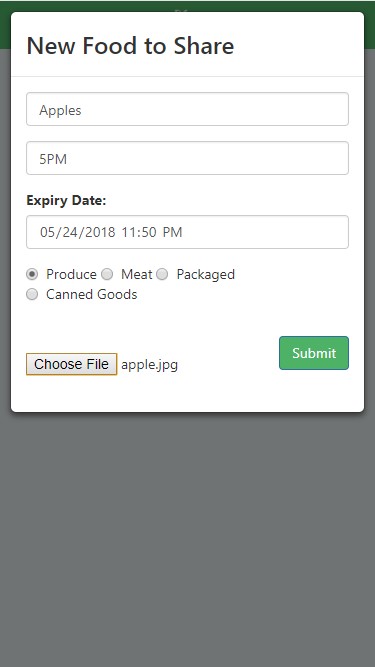 New Food to Share
Apples
5PM
Expiry Date:
05/24/2018 11:50 PM
Produce Meat Packaged
Canned Goods
Submit
Choose File apple.jpg